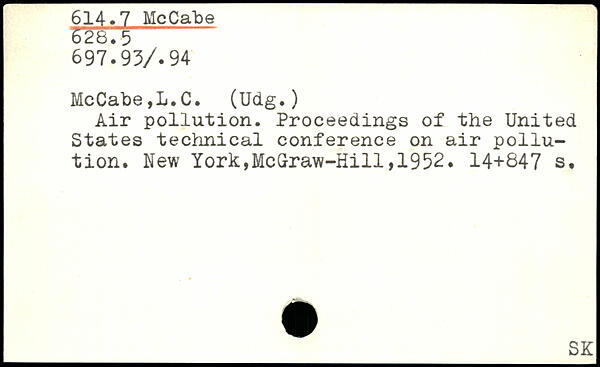 614.7 McCabe
628.5
697.93/.94
McCabe,L.C. (Udg.)
Air pollution. Proceedings of the United
States technical conference on air pollu-
tion. New York,McGraw-Hill,1952. 14+847 s.
SK